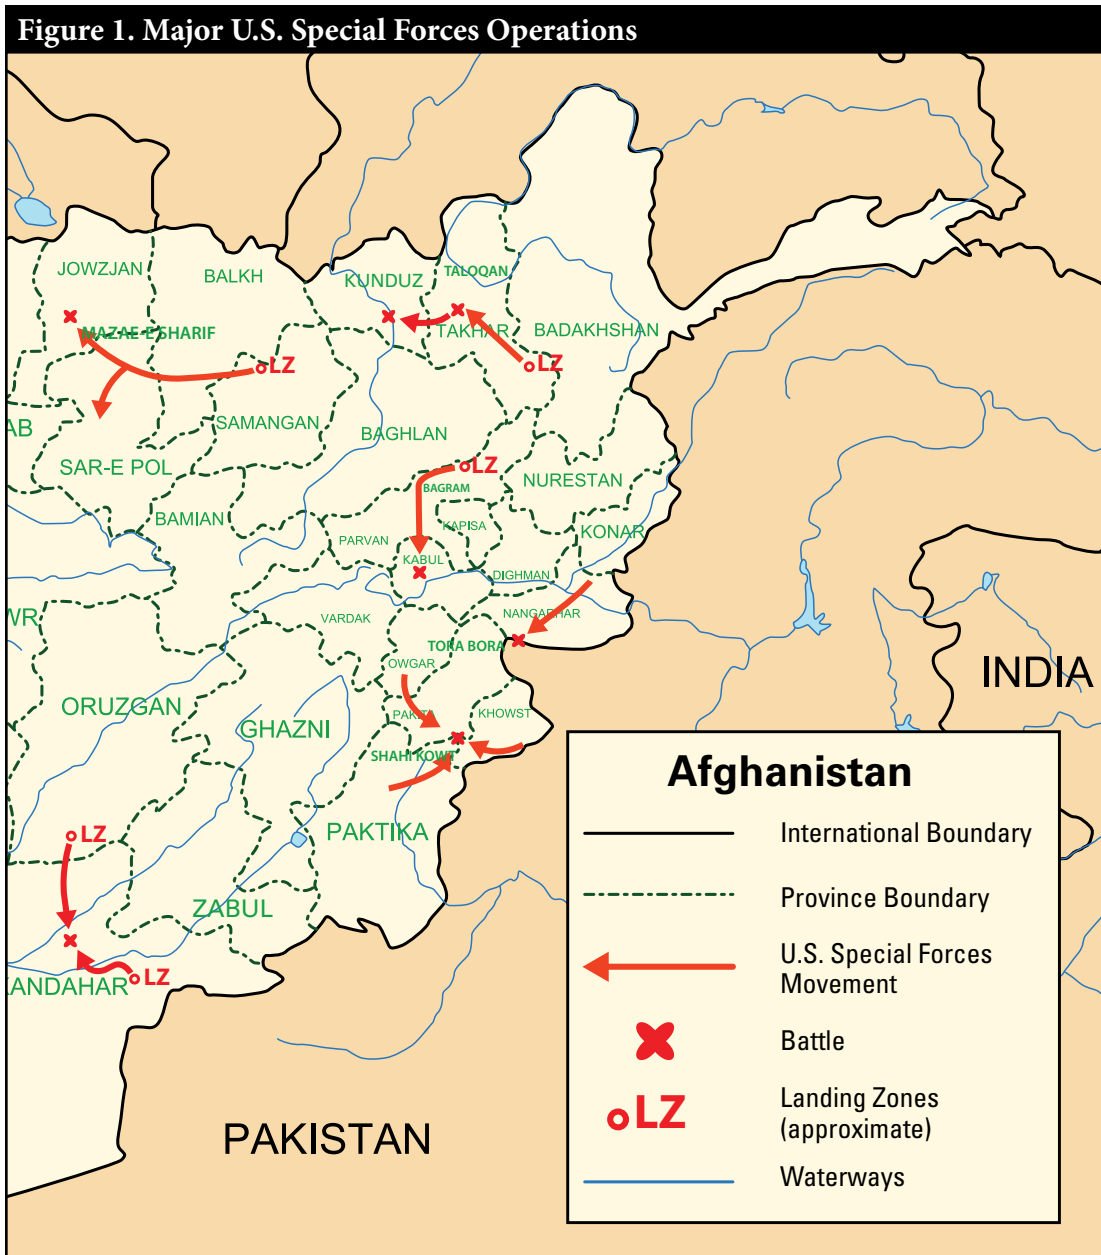 Figure 1. Major U.S. Special Forces Operations
JOWZJAN
BALKH
KUNDUZ
TALOQAN
MAZAE-E SHARIF
TAKHAR
BADAKHSHAN
LZ
LZ
AB
SAMANGAN
BAGHLAN
SAR-E POL
LZ
BAGRAM
NURESTAN
BAMIAN
KAPISA
KONAR
PARVAN
KABUL
DIGHMAN
WR
VARDAK
NANGARHAR
TORA BORA
OWGAR
INDIA
ORUZGAN
GHAZNI
KHOWST
SHAHI KOWT
PAKTIKA
LZ
ZABUL
LZ
KANDAHAR
PAKISTAN
Afghanistan
International Boundary
Province Boundary
U.S. Special Forces
Movement
Battle
LZ
Landing Zones
(approximate)
Waterways